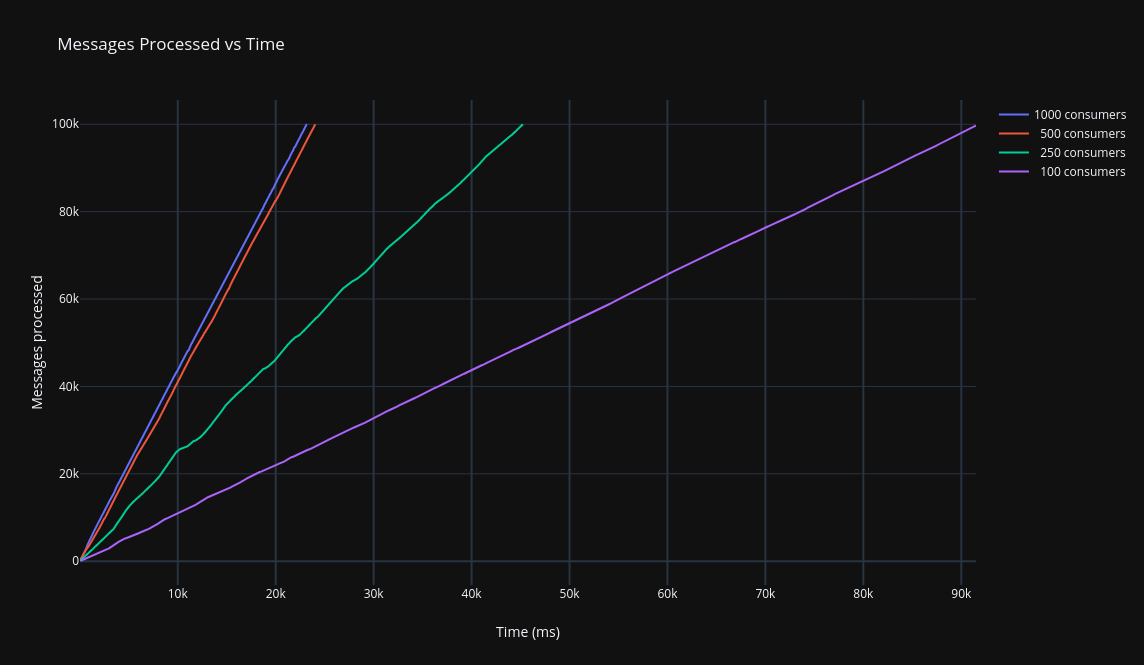 Messages Processed vs Time
1000 consumers
500 consumers
250 consumers
100 consumers
Messages processed
100k
80k
60k
40k
20k
0
10k
20k
30k
40k
50k
60k
70k
80k
90k
Time (ms)